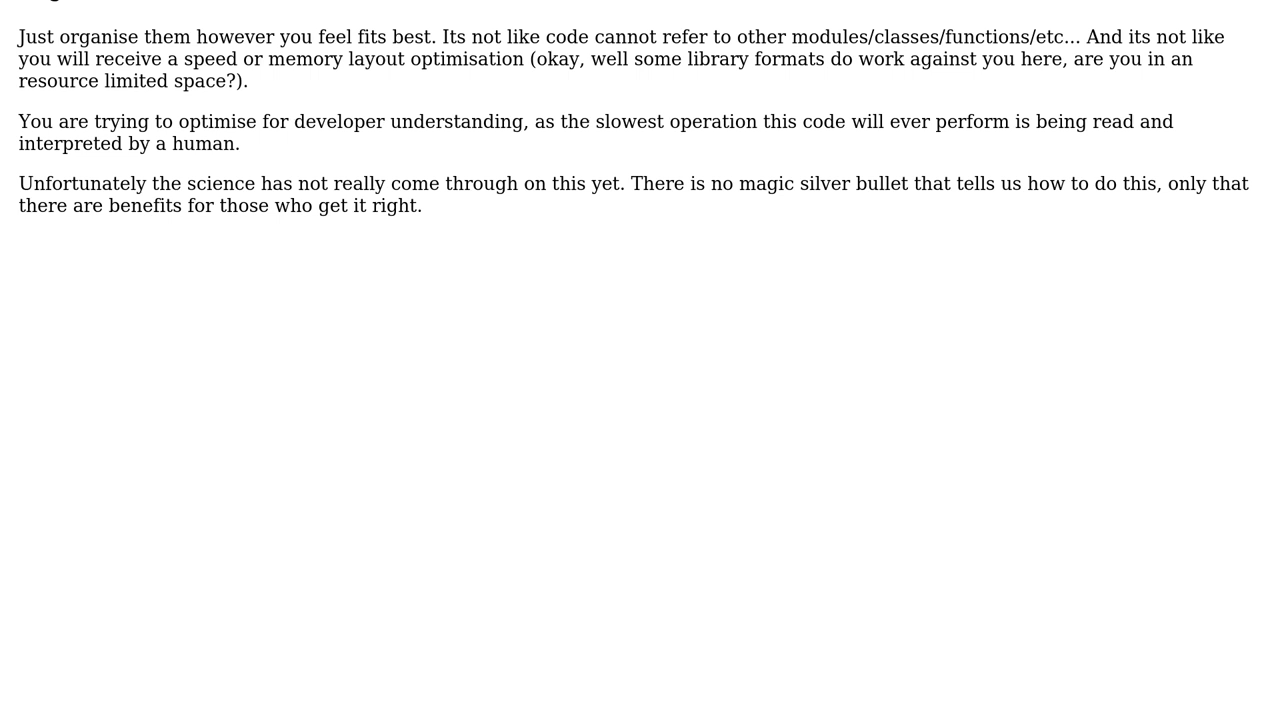 Just organise them however you feel fits best. Its not like code cannot refer to other modules/classes/functions/etc... And its not like
you will receive a speed or memory layout optimisation (okay, well some library formats do work against you here, are you in an
resource limited space?).
You are trying to optimise for developer understanding, as the slowest operation this code will ever perform is being read and
interpreted by a human.
Unfortunately the science has not really come through on this yet. There is no magic silver bullet that tells us how to do this, only that
there are benefits for those who get it right.